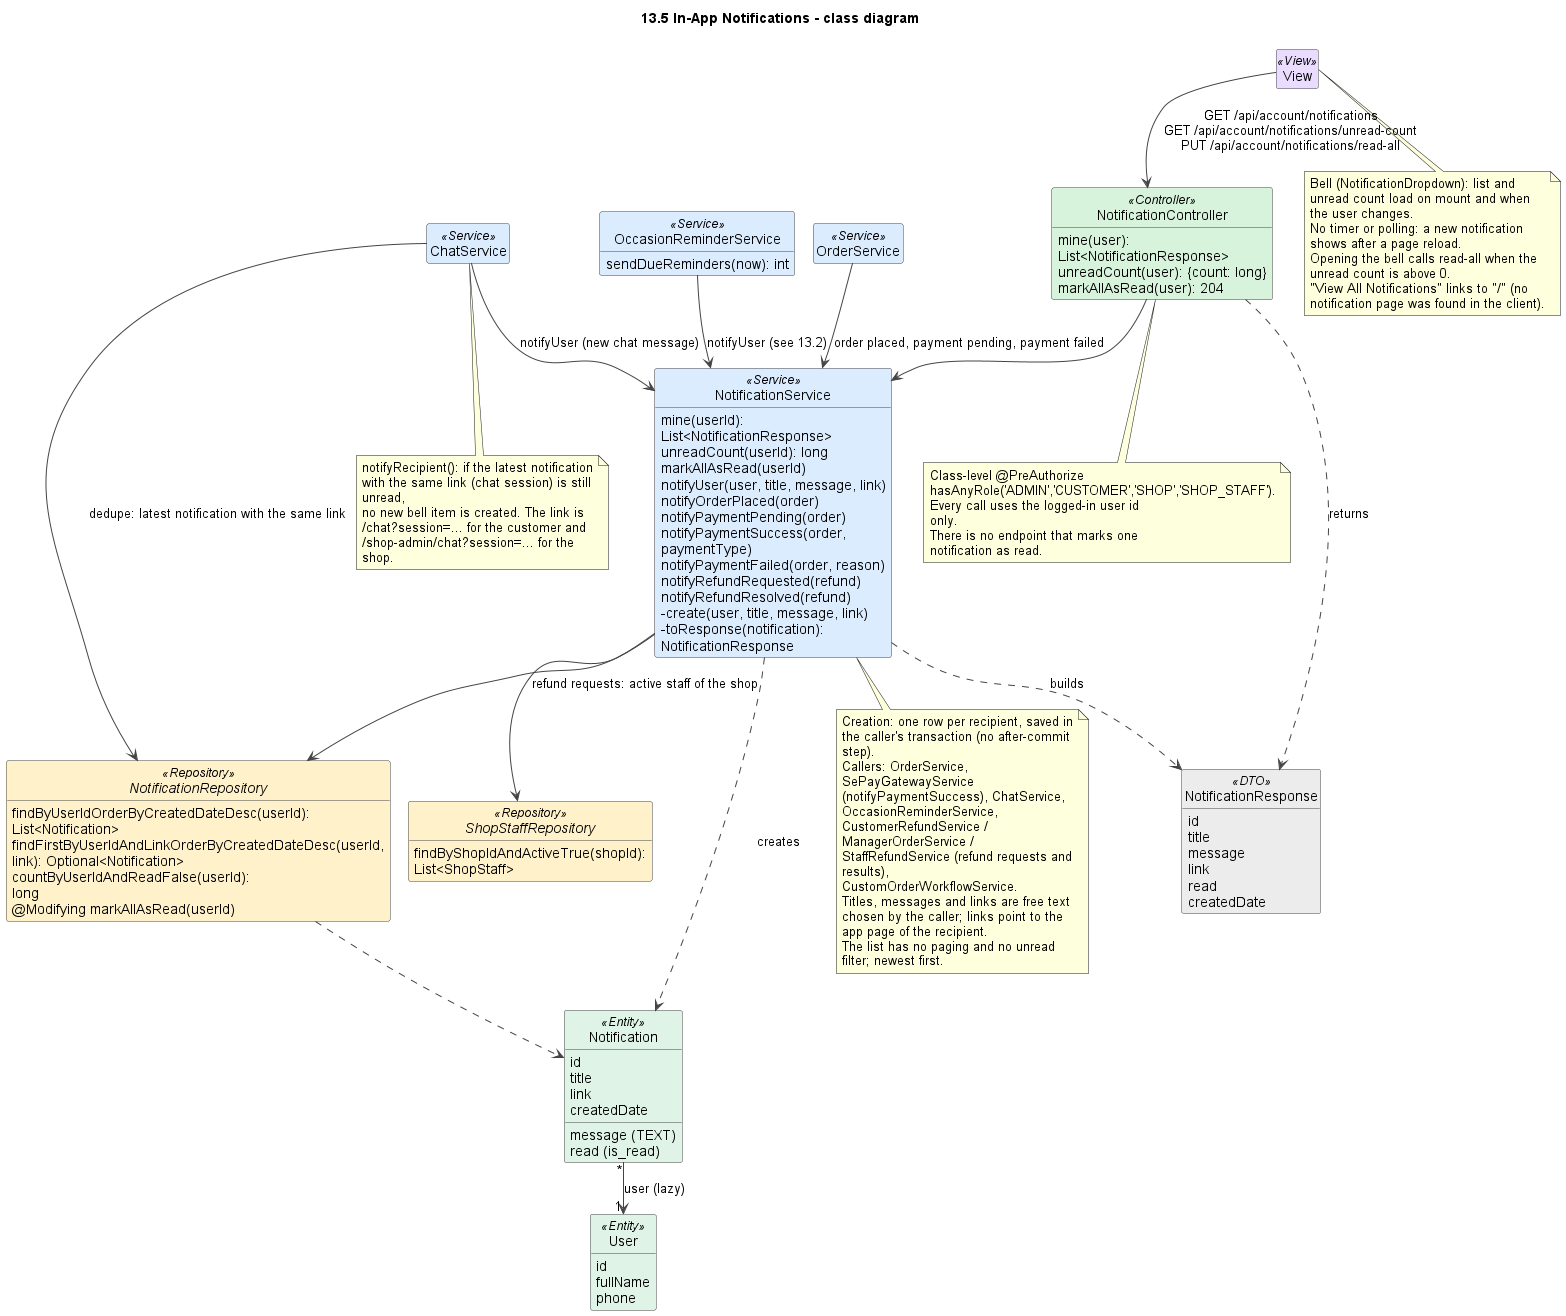 13.5 In-App Notifications - class diagram
«View»
View
GET /api/account/notifications
GET /api/account/notifications/unread-count
PUT /api/account/notifications/read-all
Bell (NotificationDropdown): list and
unread count load on mount and when
the user changes.
No timer or polling: a new notification
shows after a page reload.
Opening the bell calls read-all when the
unread count is above 0.
"View All Notifications" links to "/" (no
notification page was found in the client).
«Controller»
NotificationController
mine(user):
List<NotificationResponse>
unreadCount(user): {count: long}
markAllAsRead(user): 204
«Service»
ChatService
«Service»
OccasionReminderService
sendDueReminders(now): int
«Service»
OrderService
notifyUser (new chat message)
notifyUser (see 13.2)
order placed, payment pending, payment failed
«Service»
NotificationService
mine(userId):
List<NotificationResponse>
unreadCount(userId): long
markAllAsRead(userId)
notifyUser(user, title, message, link)
notifyOrderPlaced(order)
notifyPaymentPending(order)
notifyPaymentSuccess(order,
paymentType)
notifyPaymentFailed(order, reason)
notifyRefundRequested(refund)
notifyRefundResolved(refund)
-create(user, title, message, link)
-toResponse(notification):
NotificationResponse
dedupe: latest notification with the same link
notifyRecipient(): if the latest notification
with the same link (chat session) is still
unread,
no new bell item is created. The link is
/chat?session=... for the customer and
/shop-admin/chat?session=... for the
shop.
Class-level @PreAuthorize
hasAnyRole('ADMIN','CUSTOMER','SHOP','SHOP_STAFF').
Every call uses the logged-in user id
only.
There is no endpoint that marks one
notification as read.
returns
refund requests: active staff of the shop
builds
creates
Creation: one row per recipient, saved in
the caller's transaction (no after-commit
step).
Callers: OrderService,
SePayGatewayService
(notifyPaymentSuccess), ChatService,
OccasionReminderService,
CustomerRefundService /
ManagerOrderService /
StaffRefundService (refund requests and
results),
CustomOrderWorkflowService.
Titles, messages and links are free text
chosen by the caller; links point to the
app page of the recipient.
The list has no paging and no unread
filter; newest first.
«Repository»
NotificationRepository
findByUserIdOrderByCreatedDateDesc(userId):
List<Notification>
findFirstByUserIdAndLinkOrderByCreatedDateDesc(userId,
link): Optional<Notification>
countByUserIdAndReadFalse(userId):
long
@Modifying markAllAsRead(userId)
«Repository»
ShopStaffRepository
findByShopIdAndActiveTrue(shopId):
List<ShopStaff>
«DTO»
NotificationResponse
id
title
message
link
read
createdDate
«Entity»
Notification
id
title
link
createdDate
message (TEXT)
read (is_read)
*
user (lazy)
1
«Entity»
User
id
fullName
phone